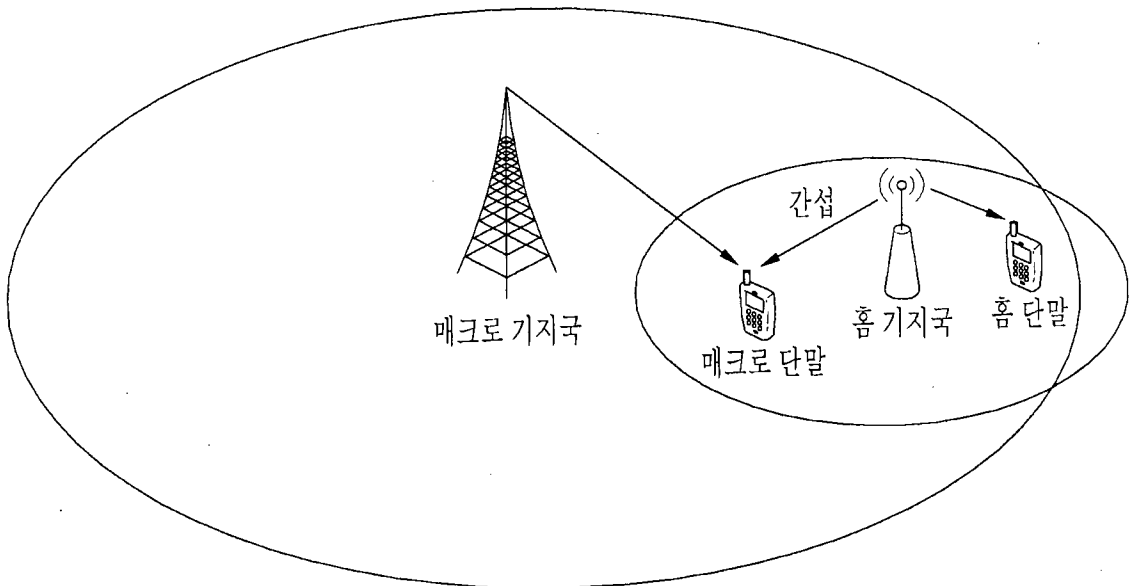 간섭
매크로 기지국
매크로 단말
홈 기지국
홈 단말